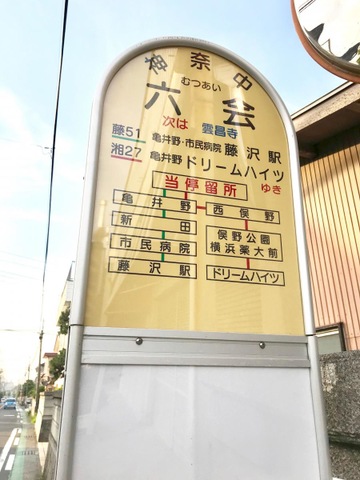 神奈中
むつあい
六会
次は 雲昌寺
藤51 亀井野・市民病院 藤沢駅
湘27 亀井野 ドリームハイツ ゆき
当停留所
亀井野 西俣野
新田 俣野公園
横浜薬大前
市民病院
藤沢駅 ドリームハイツ